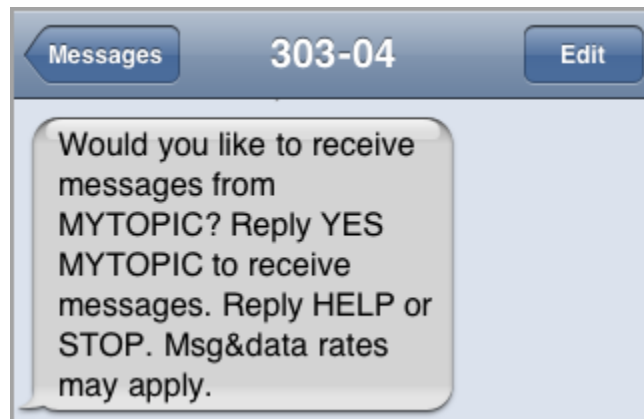 Messages 303-04 Edit
Would you like to receive
messages from
MYTOPIC? Reply YES
MYTOPIC to receive
messages. Reply HELP or
STOP. Msg&data rates
may apply.